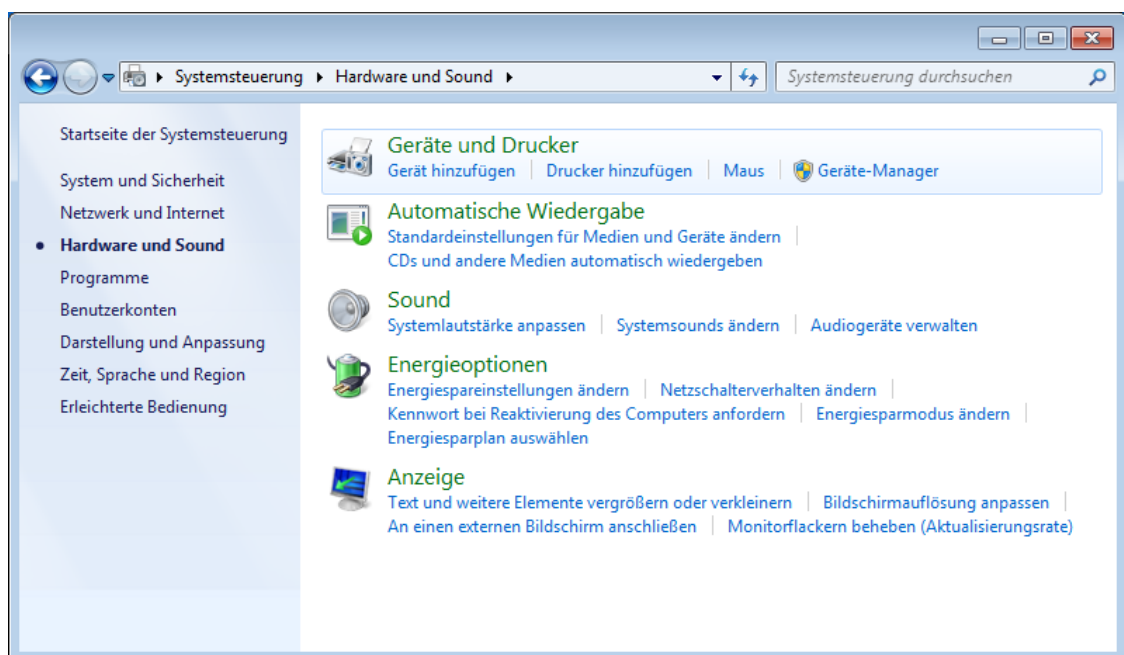 Systemsteuerung Hardware und Sound
Systemsteuerung durchsuchen
Startseite der Systemsteuerung
System und Sicherheit
Netzwerk und Internet
Hardware und Sound
Programme
Benutzerkonten
Darstellung und Anpassung
Zeit, Sprache und Region
Erleichterte Bedienung
Geräte und Drucker
Gerät hinzufügen Drucker hinzufügen Maus Geräte-Manager
Automatische Wiedergabe
Standardeinstellungen für Medien und Geräte ändern
CDs und andere Medien automatisch wiedergeben
Sound
Systemlautstärke anpassen Systemsounds ändern Audiogeräte verwalten
Energieoptionen
Energiespareinstellungen ändern Netzschalterverhalten ändern
Kennwort bei Reaktivierung des Computers anfordern Energiesparmodus ändern
Energiesparplan auswählen
Anzeige
Text und weitere Elemente vergrößern oder verkleinern Bildschirmauflösung anpassen
An einen externen Bildschirm anschließen Monitorflackern beheben (Aktualisierungsrate)